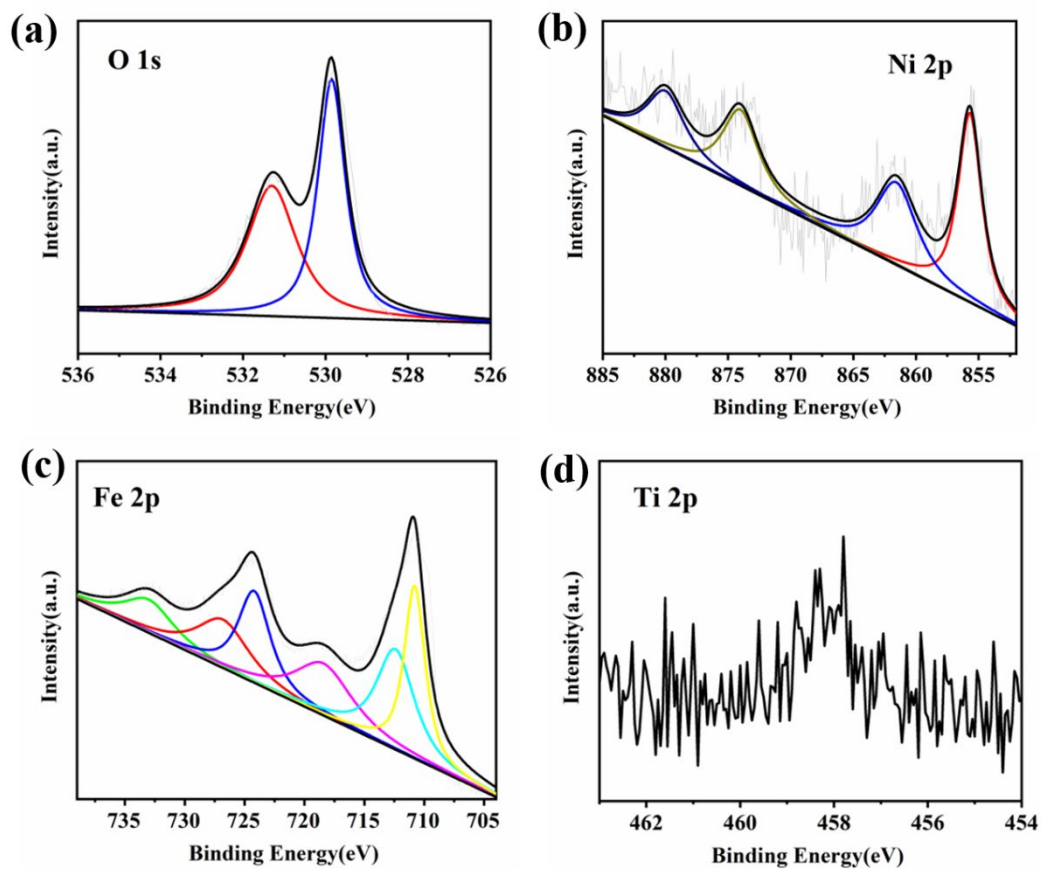 (a)
O 1s
Intensity(a.u.)
536 534 532 530 528 526
Binding Energy(eV)
(b)
Ni 2p
Intensity(a.u.)
885 880 875 870 865 860 855
Binding Energy(eV)
(c)
Fe 2p
Intensity(a.u.)
735 730 725 720 715 710 705
Binding Energy(eV)
(d)
Ti 2p
Intensity(a.u.)
462 460 458 456 454
Binding Energy(eV)